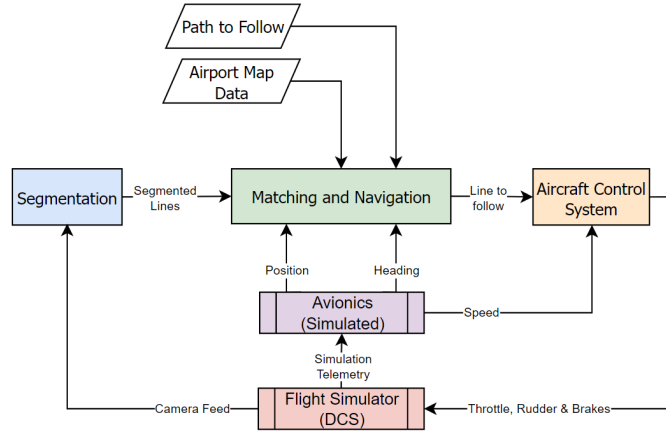 Path to Follow
Airport Map
Data
Segmentation
Segmented
Lines
Matching and Navigation
Line to
follow
Aircraft Control
System
Position
Heading
Avionics
(Simulated)
Speed
Simulation
Telemetry
Camera Feed
Flight Simulator
(DCS)
Throttle, Rudder & Brakes